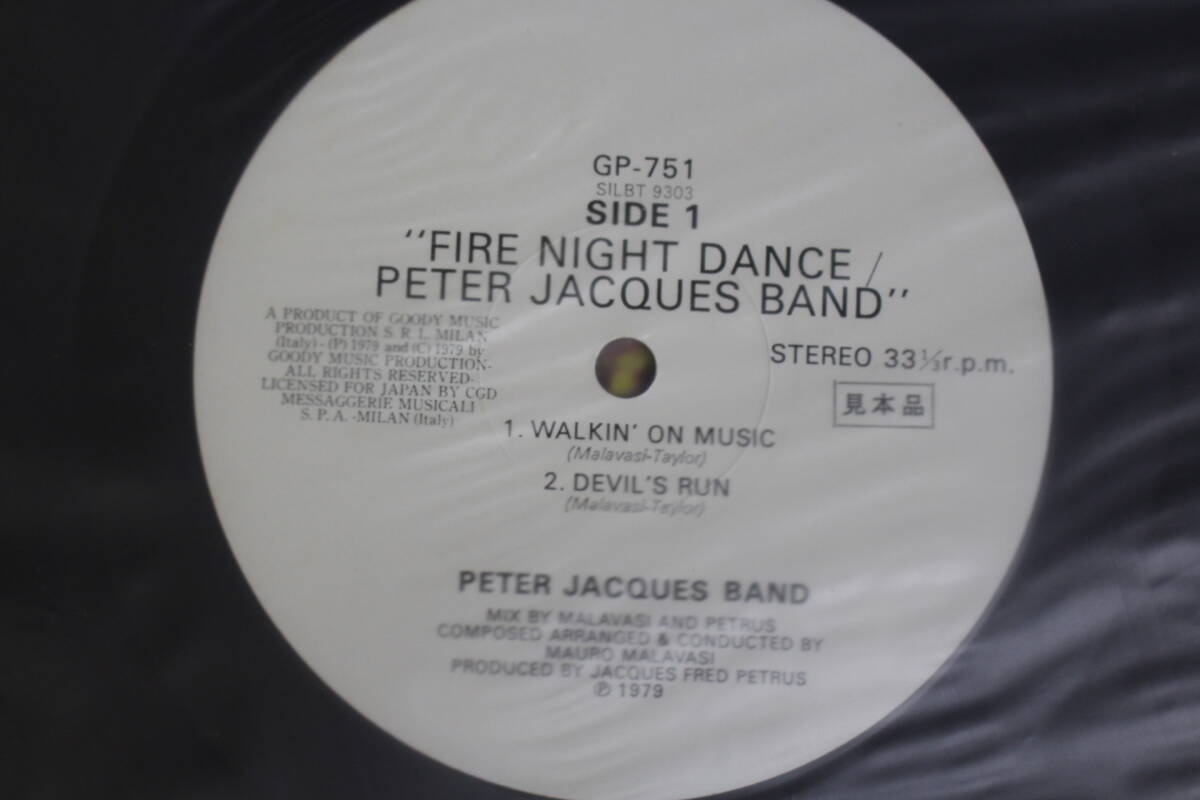 GP-751
SILBT 9303
SIDE 1
"FIRE NIGHT DANCE /
PETER JACQUES BAND"
A PRODUCT OF GOODY MUSIC
PRODUCTION S. R. L. MILAN
(Italy) - (P) 1979 and (C) 1979 by
GOODY MUSIC PRODUCTION-
ALL RIGHTS RESERVED-
LICENSED FOR JAPAN BY CGD
MESSAGGERIE MUSICALI
S. P. A. -MILAN (Italy)
STEREO 33⅓r.p.m.
見本品
1. WALKIN' ON MUSIC
(Malavasi-Taylor)
2. DEVIL'S RUN
(Malavasi-Taylor)
PETER JACQUES BAND
MIX BY MALAVASI AND PETRUS
COMPOSED ARRANGED & CONDUCTED BY
MAURO MALAVASI
PRODUCED BY JACQUES FRED PETRUS
℗ 1979